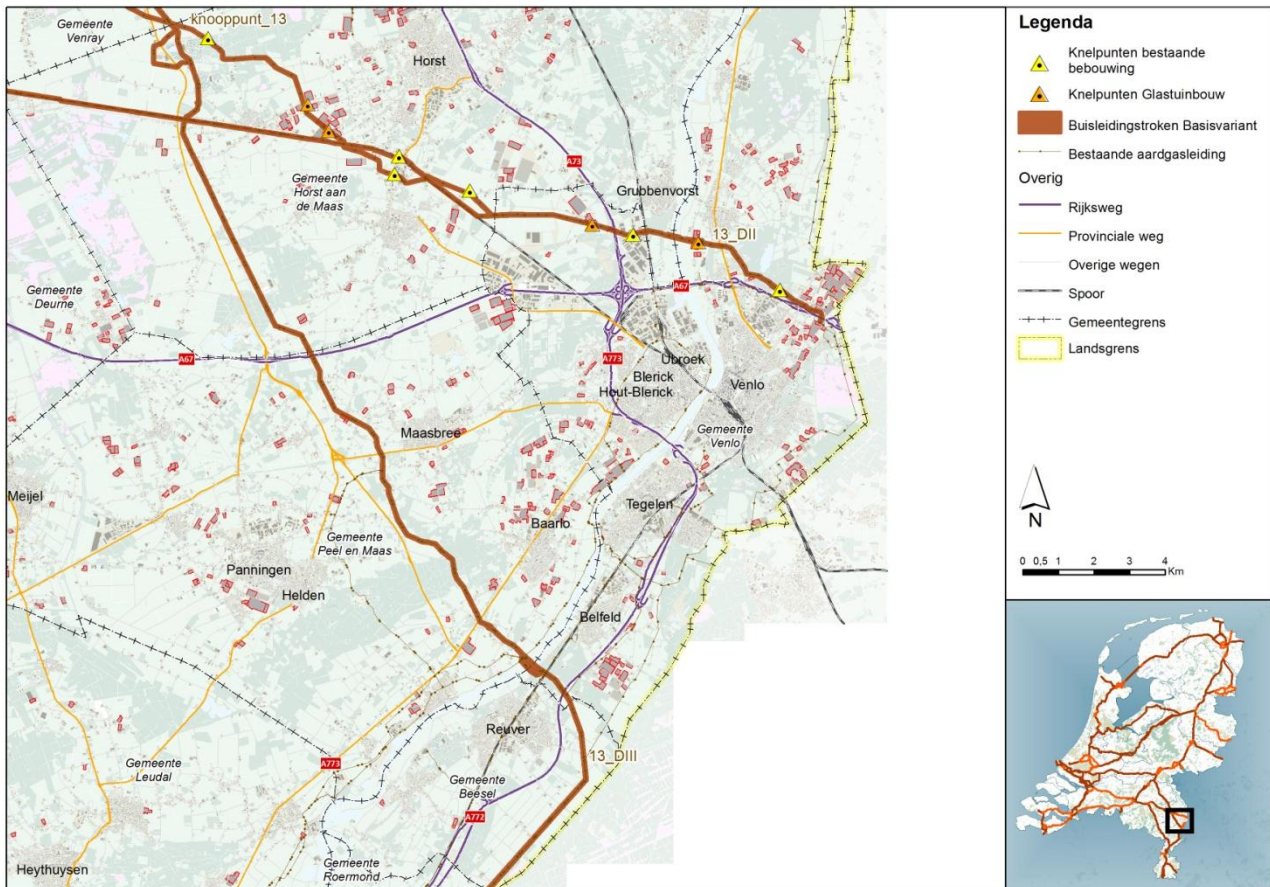 Gemeente
Venray
knooppunt_13
Horst
A73
Gemeente
Horst aan
de Maas
Grubbenvorst
13_DII
Gemeente
Deurne
A67
A67
A773
Ubroek
Blerick
Hout-Blerick
Venlo
Gemeente
Venlo
Maasbree
Meijel
Tegelen
Baarlo
Gemeente
Peel en Maas
Panningen
Helden
Belfeld
Reuver
13_DIII
A773
Gemeente
Leudal
Gemeente
Beesel
A772
Heythuysen
Gemeente
Roermond
Legenda
Knelpunten bestaande
bebouwing
Knelpunten Glastuinbouw
Buisleidingstroken Basisvariant
Bestaande aardgasleiding
Overig
Rijksweg
Provinciale weg
Overige wegen
Spoor
Gemeentegrens
Landsgrens
N
0 0,5 1 2 3 4
Km